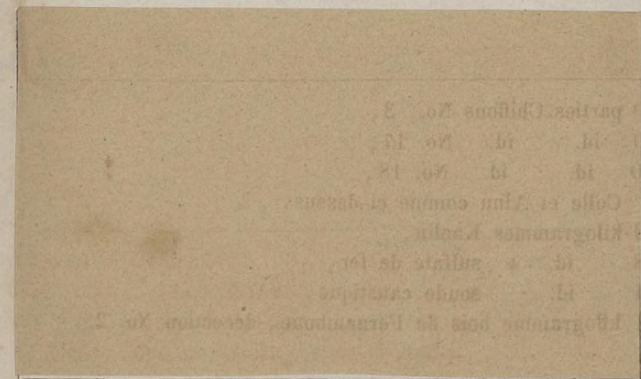 parties Chiffons No. 3,
id. id. No. 17,
id id. No. 18,
Colle et Alun comme ci-dessus.
kilogrammes Kaolin,
id. sulfate de fer,
id. soude caustique
kilogramme bois de Fernambouc, décoction No. 2.